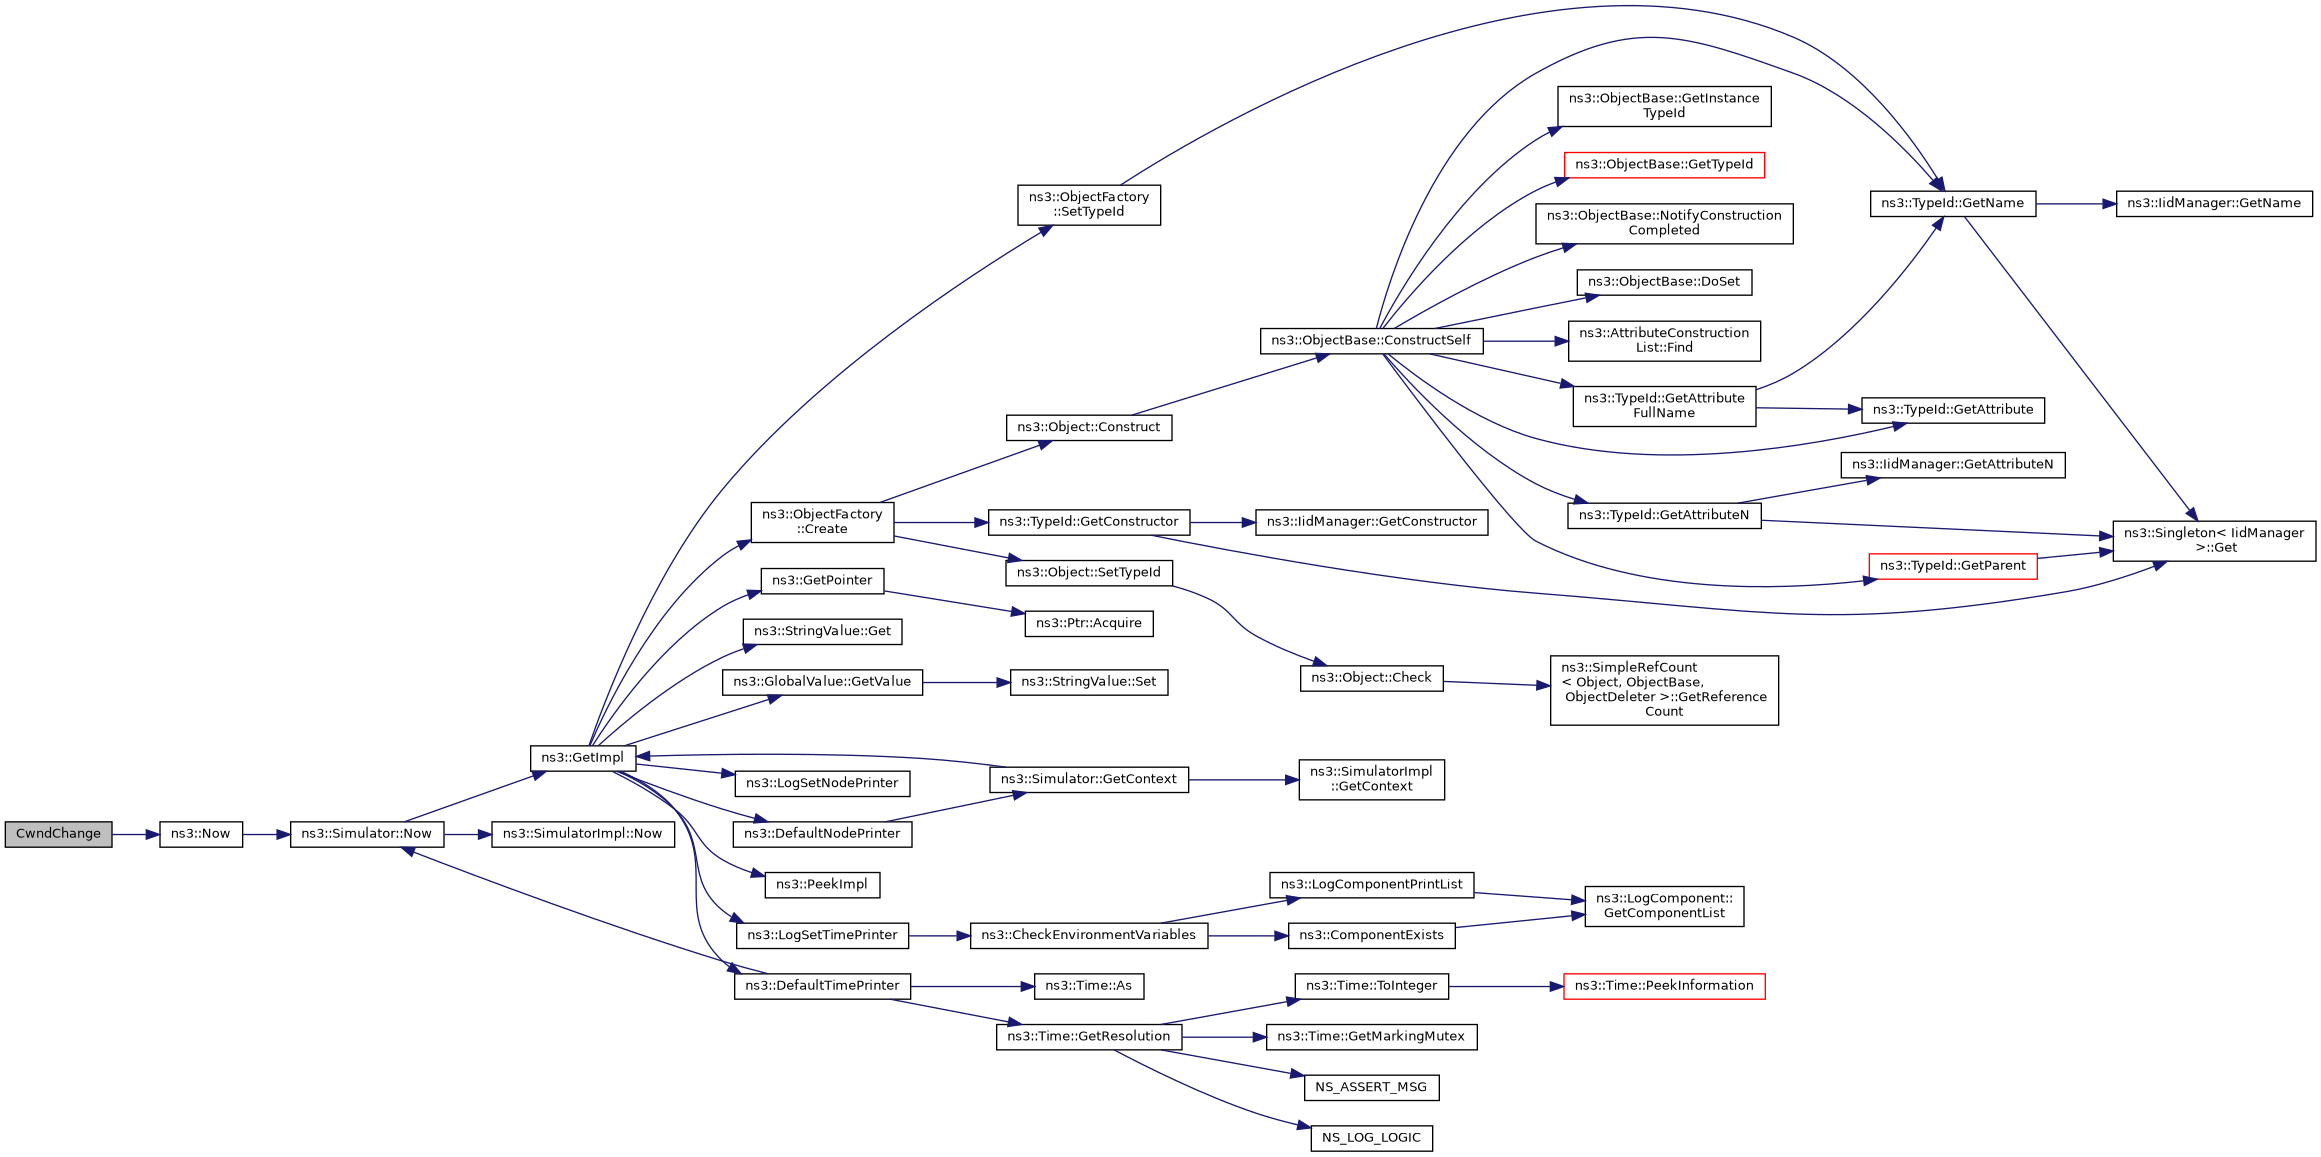 CwndChange
ns3::Now
ns3::Simulator::Now
ns3::GetImpl
ns3::SimulatorImpl::Now
ns3::ObjectFactory
::SetTypeId
ns3::ObjectFactory
::Create
ns3::GetPointer
ns3::StringValue::Get
ns3::GlobalValue::GetValue
ns3::LogSetNodePrinter
ns3::DefaultNodePrinter
ns3::PeekImpl
ns3::LogSetTimePrinter
ns3::DefaultTimePrinter
ns3::Object::Construct
ns3::TypeId::GetConstructor
ns3::Object::SetTypeId
ns3::Ptr::Acquire
ns3::StringValue::Set
ns3::Simulator::GetContext
ns3::CheckEnvironmentVariables
ns3::Time::As
ns3::Time::GetResolution
ns3::ObjectBase::ConstructSelf
ns3::IidManager::GetConstructor
ns3::Object::Check
ns3::SimulatorImpl
::GetContext
ns3::LogComponentPrintList
ns3::ComponentExists
ns3::Time::ToInteger
ns3::Time::GetMarkingMutex
NS_ASSERT_MSG
NS_LOG_LOGIC
ns3::ObjectBase::GetInstance
TypeId
ns3::ObjectBase::GetTypeId
ns3::ObjectBase::NotifyConstruction
Completed
ns3::ObjectBase::DoSet
ns3::AttributeConstruction
List::Find
ns3::TypeId::GetAttribute
FullName
ns3::TypeId::GetAttributeN
ns3::SimpleRefCount
< Object, ObjectBase,
ObjectDeleter >::GetReference
Count
ns3::LogComponent::
GetComponentList
ns3::Time::PeekInformation
ns3::TypeId::GetName
ns3::TypeId::GetAttribute
ns3::IidManager::GetAttributeN
ns3::TypeId::GetParent
ns3::IidManager::GetName
ns3::Singleton< IidManager
>::Get